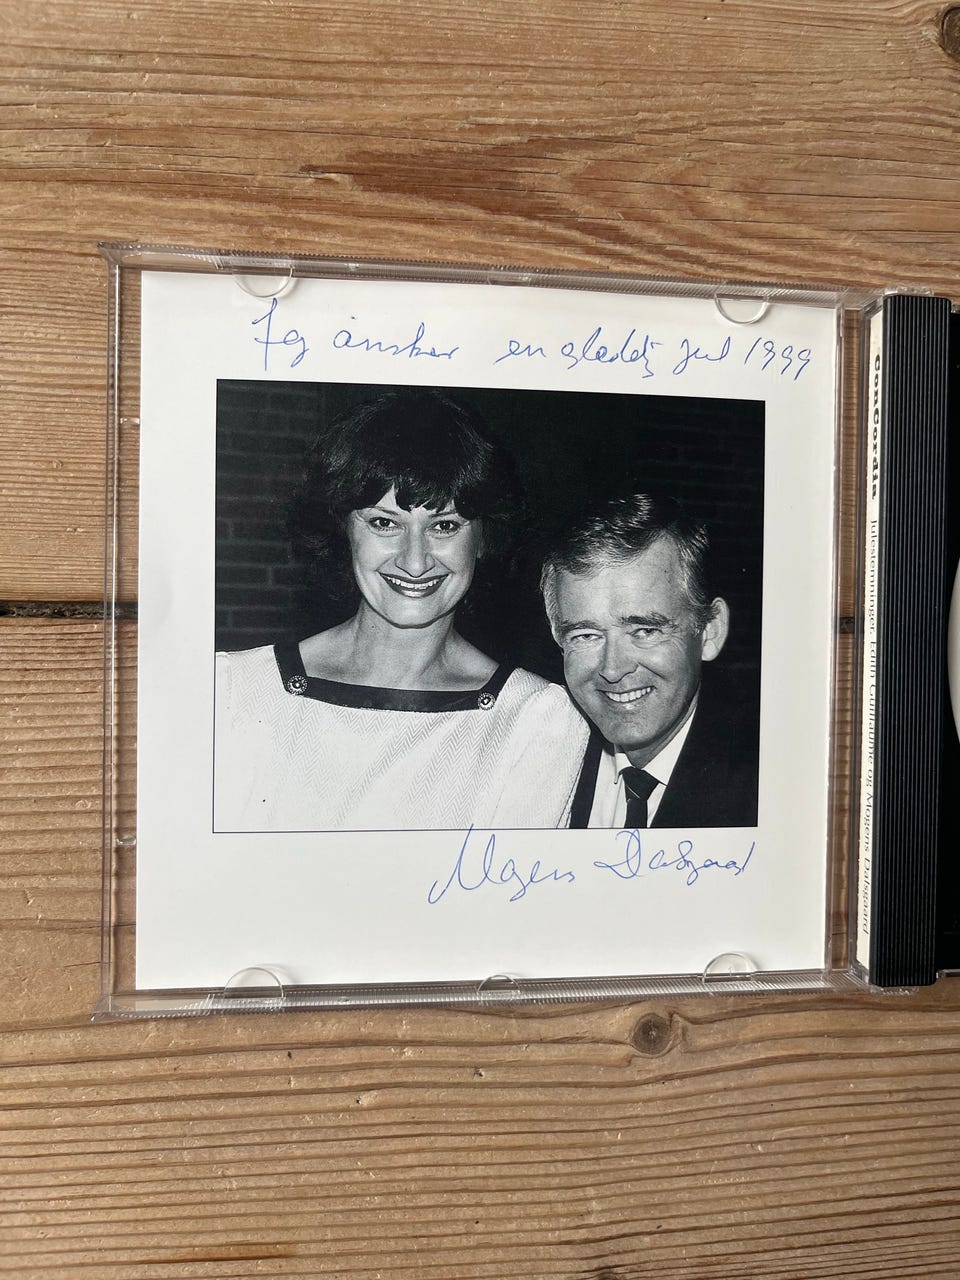 Jeg ønsker en glædelig jul 1999
Mogens Dalsgaard
ConCordia Julestemninger. Edith Guillaume og Mogens Dalsgaard